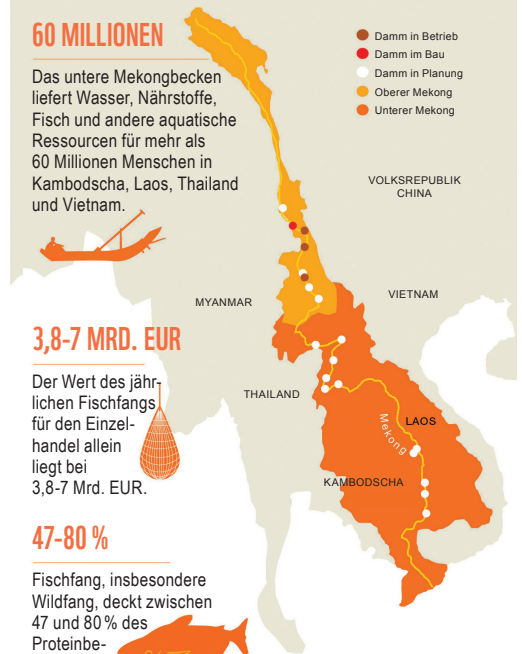 60 MILLIONEN
Das untere Mekongbecken
liefert Wasser, Nährstoffe,
Fisch und andere aquatische
Ressourcen für mehr als
60 Millionen Menschen in
Kambodscha, Laos, Thailand
und Vietnam.
3,8-7 MRD. EUR
Der Wert des jähr-
lichen Fischfangs
für den Einzel-
handel allein
liegt bei
3,8-7 Mrd. EUR.
47-80 %
Fischfang, insbesondere
Wildfang, deckt zwischen
47 und 80 % des
Proteinbe-
Damm in Betrieb
Damm im Bau
Damm in Planung
Oberer Mekong
Unterer Mekong
VOLKSREPUBLIK
CHINA
MYANMAR
VIETNAM
THAILAND
LAOS
Mekong
KAMBODSCHA